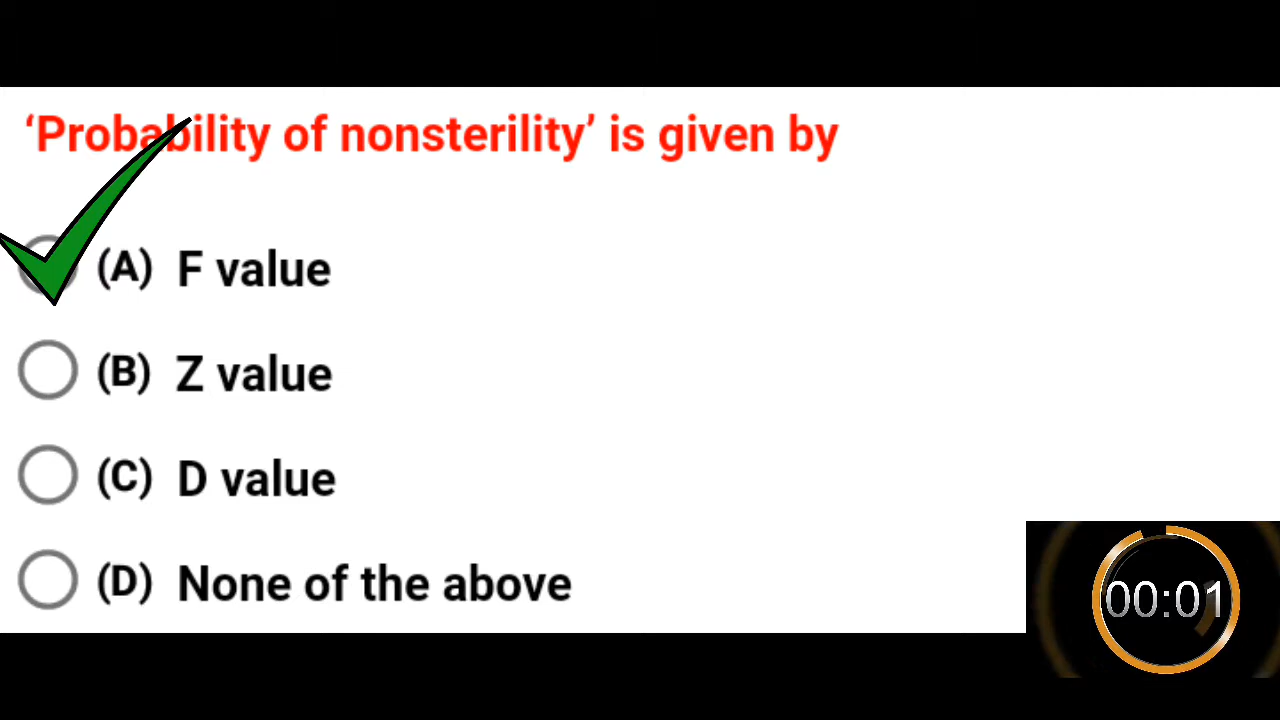 ‘Probability of nonsterility’ is given by
(A) F value
(B) Z value
(C) D value
(D) None of the above
00:01